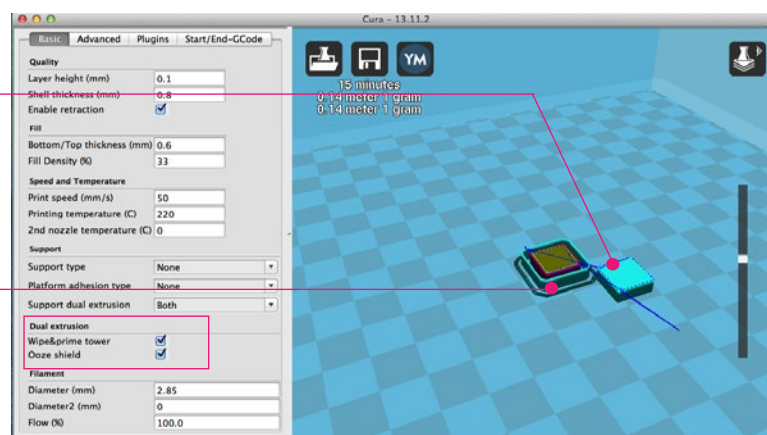 Cura - 13.11.2
Basic Advanced Plugins Start/End-GCode
Quality
Layer height (mm) 0.1
Shell thickness (mm) 0.8
Enable retraction
Fill
Bottom/Top thickness (mm) 0.6
Fill Density (%) 33
Speed and Temperature
Print speed (mm/s) 50
Printing temperature (C) 220
2nd nozzle temperature (C) 0
Support
Support type None
Platform adhesion type None
Support dual extrusion Both
Dual extrusion
Wipe&prime tower
Ooze shield
Filament
Diameter (mm) 2.85
Diameter2 (mm) 0
Flow (%) 100.0
YM
15 minutes
0.14 meter 1 gram
0.14 meter 1 gram